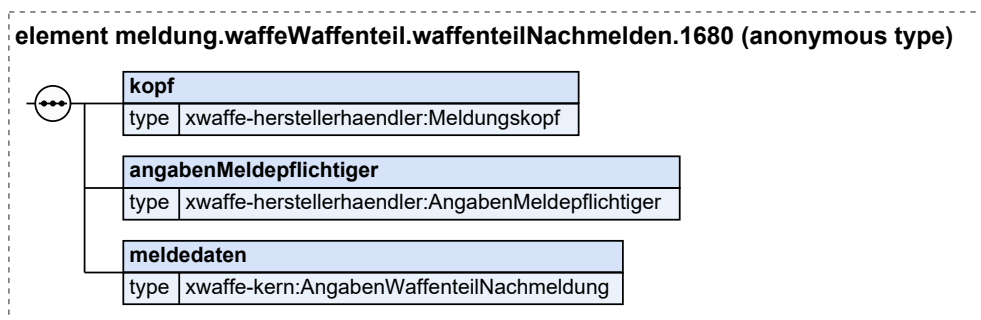 element meldung.waffeWaffenteil.waffenteilNachmelden.1680 (anonymous type)
kopf
type xwaffe-herstellerhaendler:Meldungskopf
angabenMeldepflichtiger
type xwaffe-herstellerhaendler:AngabenMeldepflichtiger
meldedaten
type xwaffe-kern:AngabenWaffenteilNachmeldung